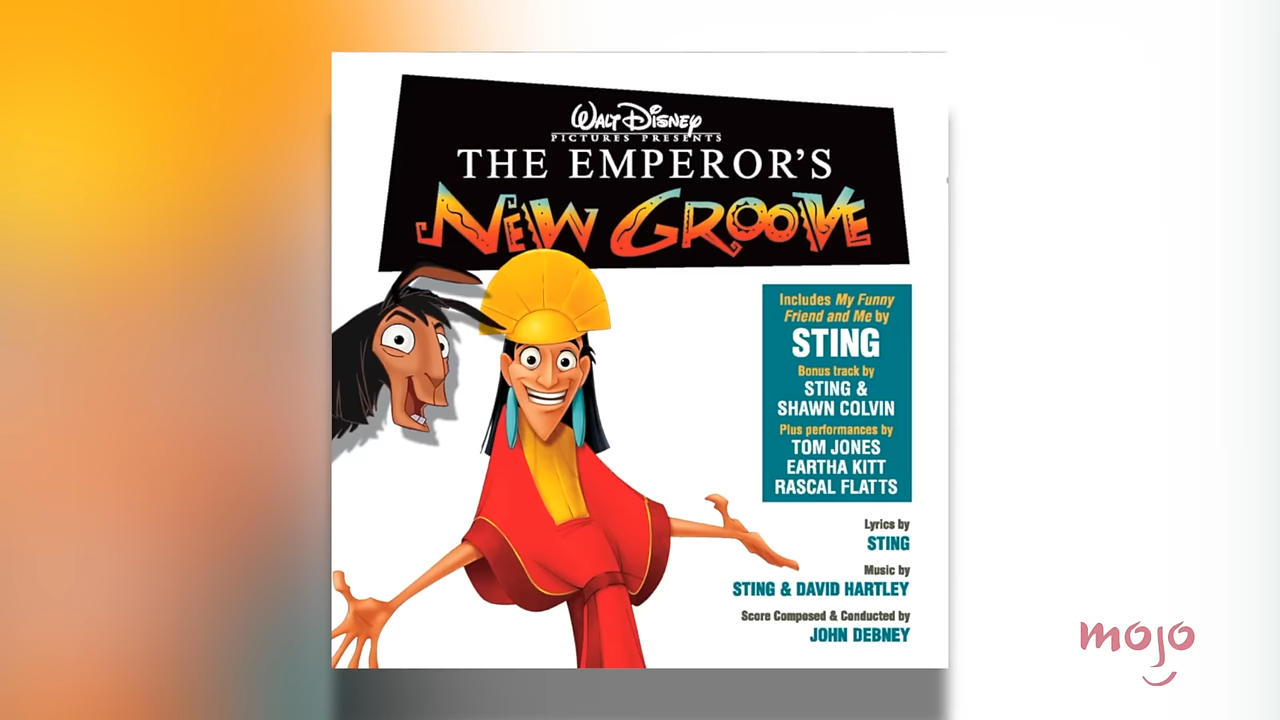 WALT DISNEY
PICTURES PRESENTS
THE EMPEROR'S
NEW GROOVE
Includes My Funny
Friend and Me by
STING
Bonus track by
STING &
SHAWN COLVIN
Plus performances by
TOM JONES
EARTHA KITT
RASCAL FLATTS
Lyrics by
STING
Music by
STING & DAVID HARTLEY
Score Composed & Conducted by
JOHN DEBNEY
mojo